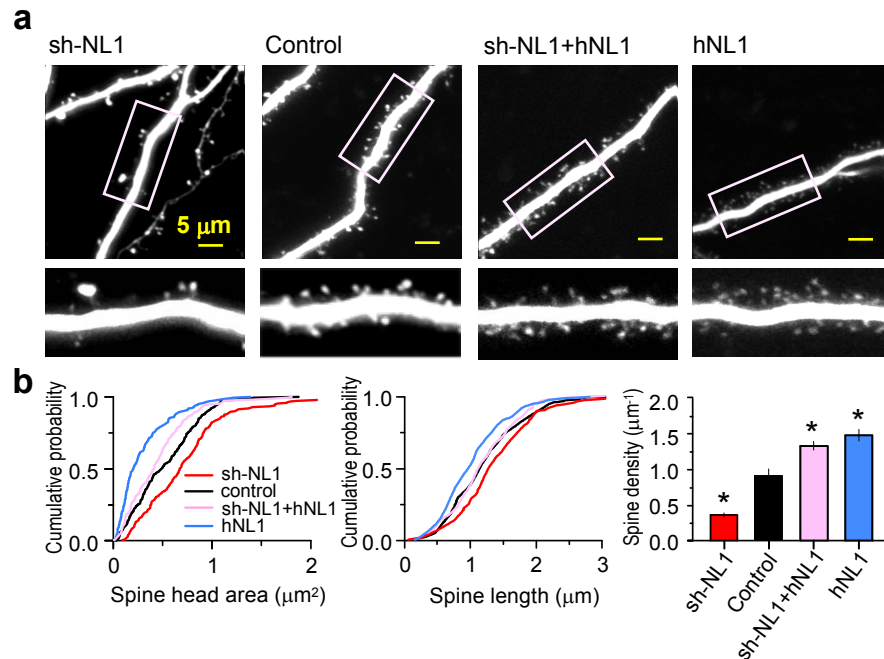 a
sh-NL1
Control
sh-NL1+hNL1
hNL1
5 μm
b
Cumulative probability
1.0
0.5
0.0
0
1
2
Spine head area (μm²)
sh-NL1
control
sh-NL1+hNL1
hNL1
Cumulative probability
1.0
0.5
0.0
0
1
2
3
Spine length (μm)
Spine density (μm⁻¹)
2.0
1.5
1.0
0.5
0.0
*
*
*
sh-NL1
Control
sh-NL1+hNL1
hNL1